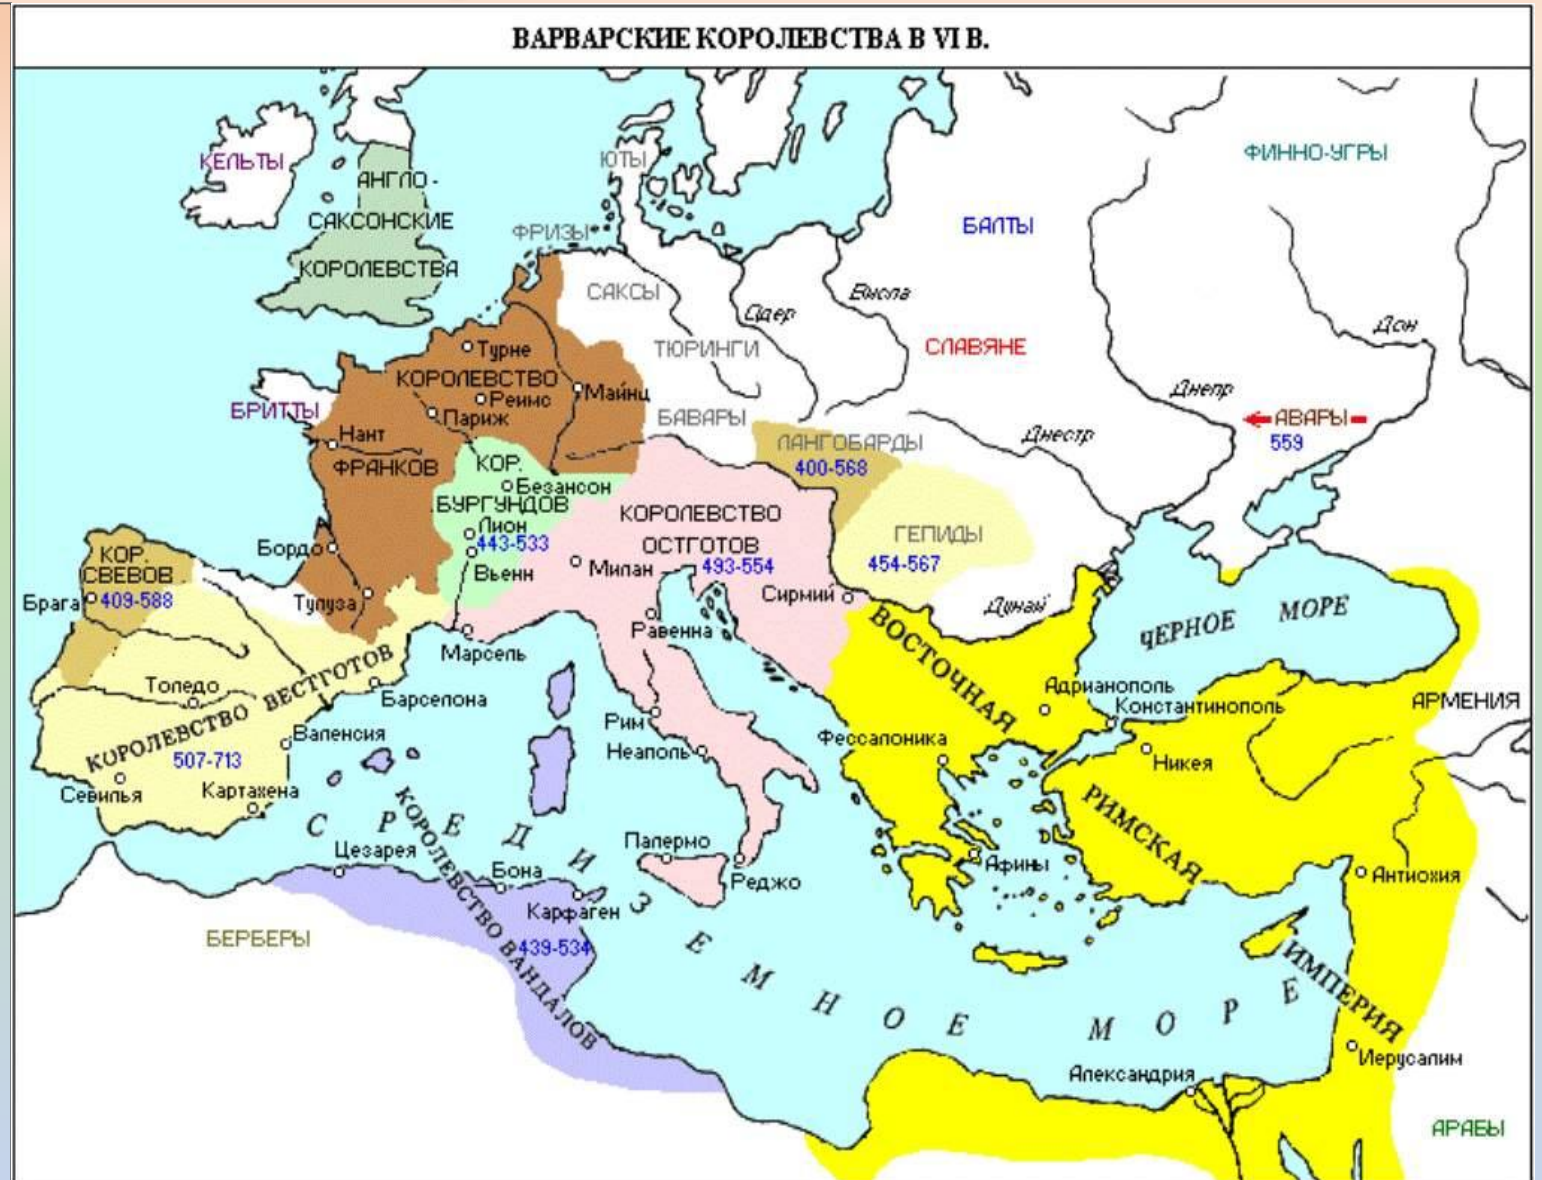 ВАРВАРСКИЕ КОРОЛЕВСТВА В VI В.
КЕЛЬТЫ
АНГЛО-
САКСОНСКИЕ
КОРОЛЕВСТВА
ЮТЫ
ФРИЗЫ
САКСЫ
ТЮРИНГИ
БАВАРЫ
БАЛТЫ
ФИННО-УГРЫ
СЛАВЯНЕ
Одер
Висла
Дон
Днепр
Днестр
АВАРЫ
559
БРИТТЫ
Турне
КОРОЛЕВСТВО
Реймс
Париж
Майнц
Нант
ФРАНКОВ
Бордо
Тулуза
КОР.
Безансон
БУРГУНДОВ
Лион
443-533
Вьенн
ЛАНГОБАРДЫ
400-568
ГЕПИДЫ
454-567
КОРОЛЕВСТВО
ОСТГОТОВ
493-554
Милан
Сирмий
Равенна
Марсель
Рим
Неаполь
Палермо
Реджо
Дунай
КОР.
СВЕВОВ
Брага
409-588
Толедо
КОРОЛЕВСТВО ВЕСТГОТОВ
507-713
Барселона
Валенсия
Севилья
Картахена
ЧЕРНОЕ МОРЕ
ВОСТОЧНАЯ
РИМСКАЯ
ИМПЕРИЯ
Адрианополь
Константинополь
Фессалоника
Никея
АРМЕНИЯ
Афины
Антиохия
Иерусалим
Александрия
АРАБЫ
СРЕДИЗЕМНОЕ МОРЕ
Цезарея
Бона
Карфаген
КОРОЛЕВСТВО ВАНДАЛОВ
439-534
БЕРБЕРЫ